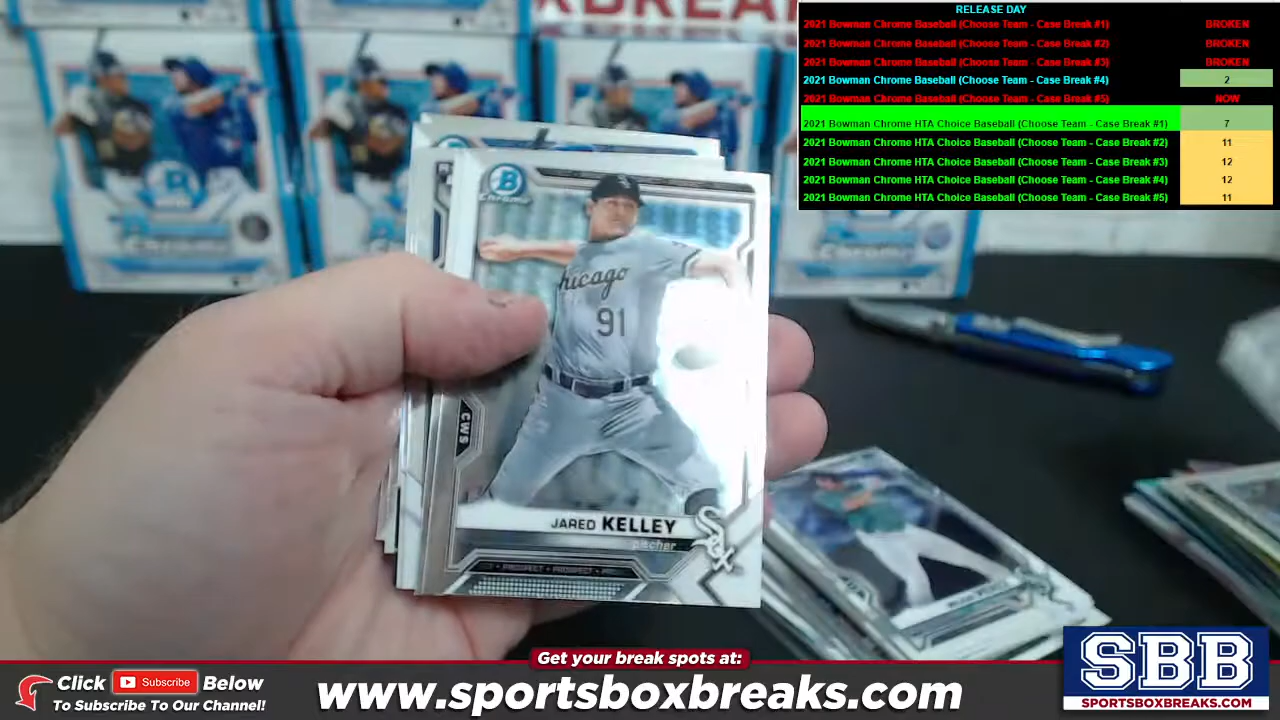 RELEASE DAY
2021 Bowman Chrome Baseball (Choose Team - Case Break #1) BROKEN
2021 Bowman Chrome Baseball (Choose Team - Case Break #2) BROKEN
2021 Bowman Chrome Baseball (Choose Team - Case Break #3) BROKEN
2021 Bowman Chrome Baseball (Choose Team - Case Break #4) 2
2021 Bowman Chrome Baseball (Choose Team - Case Break #5) NOW
2021 Bowman Chrome HTA Choice Baseball (Choose Team - Case Break #1) 7
2021 Bowman Chrome HTA Choice Baseball (Choose Team - Case Break #2) 11
2021 Bowman Chrome HTA Choice Baseball (Choose Team - Case Break #3) 12
2021 Bowman Chrome HTA Choice Baseball (Choose Team - Case Break #4) 12
2021 Bowman Chrome HTA Choice Baseball (Choose Team - Case Break #5) 11
B
Chrome
Chicago
91
CWS
JARED KELLEY
pitcher
Sox
PROSPECT • PROSPECT
Chrome
SBB
SPORTSBOXBREAKS.COM
Get your break spots at:
Click Subscribe Below
To Subscribe To Our Channel!
www.sportsboxbreaks.com